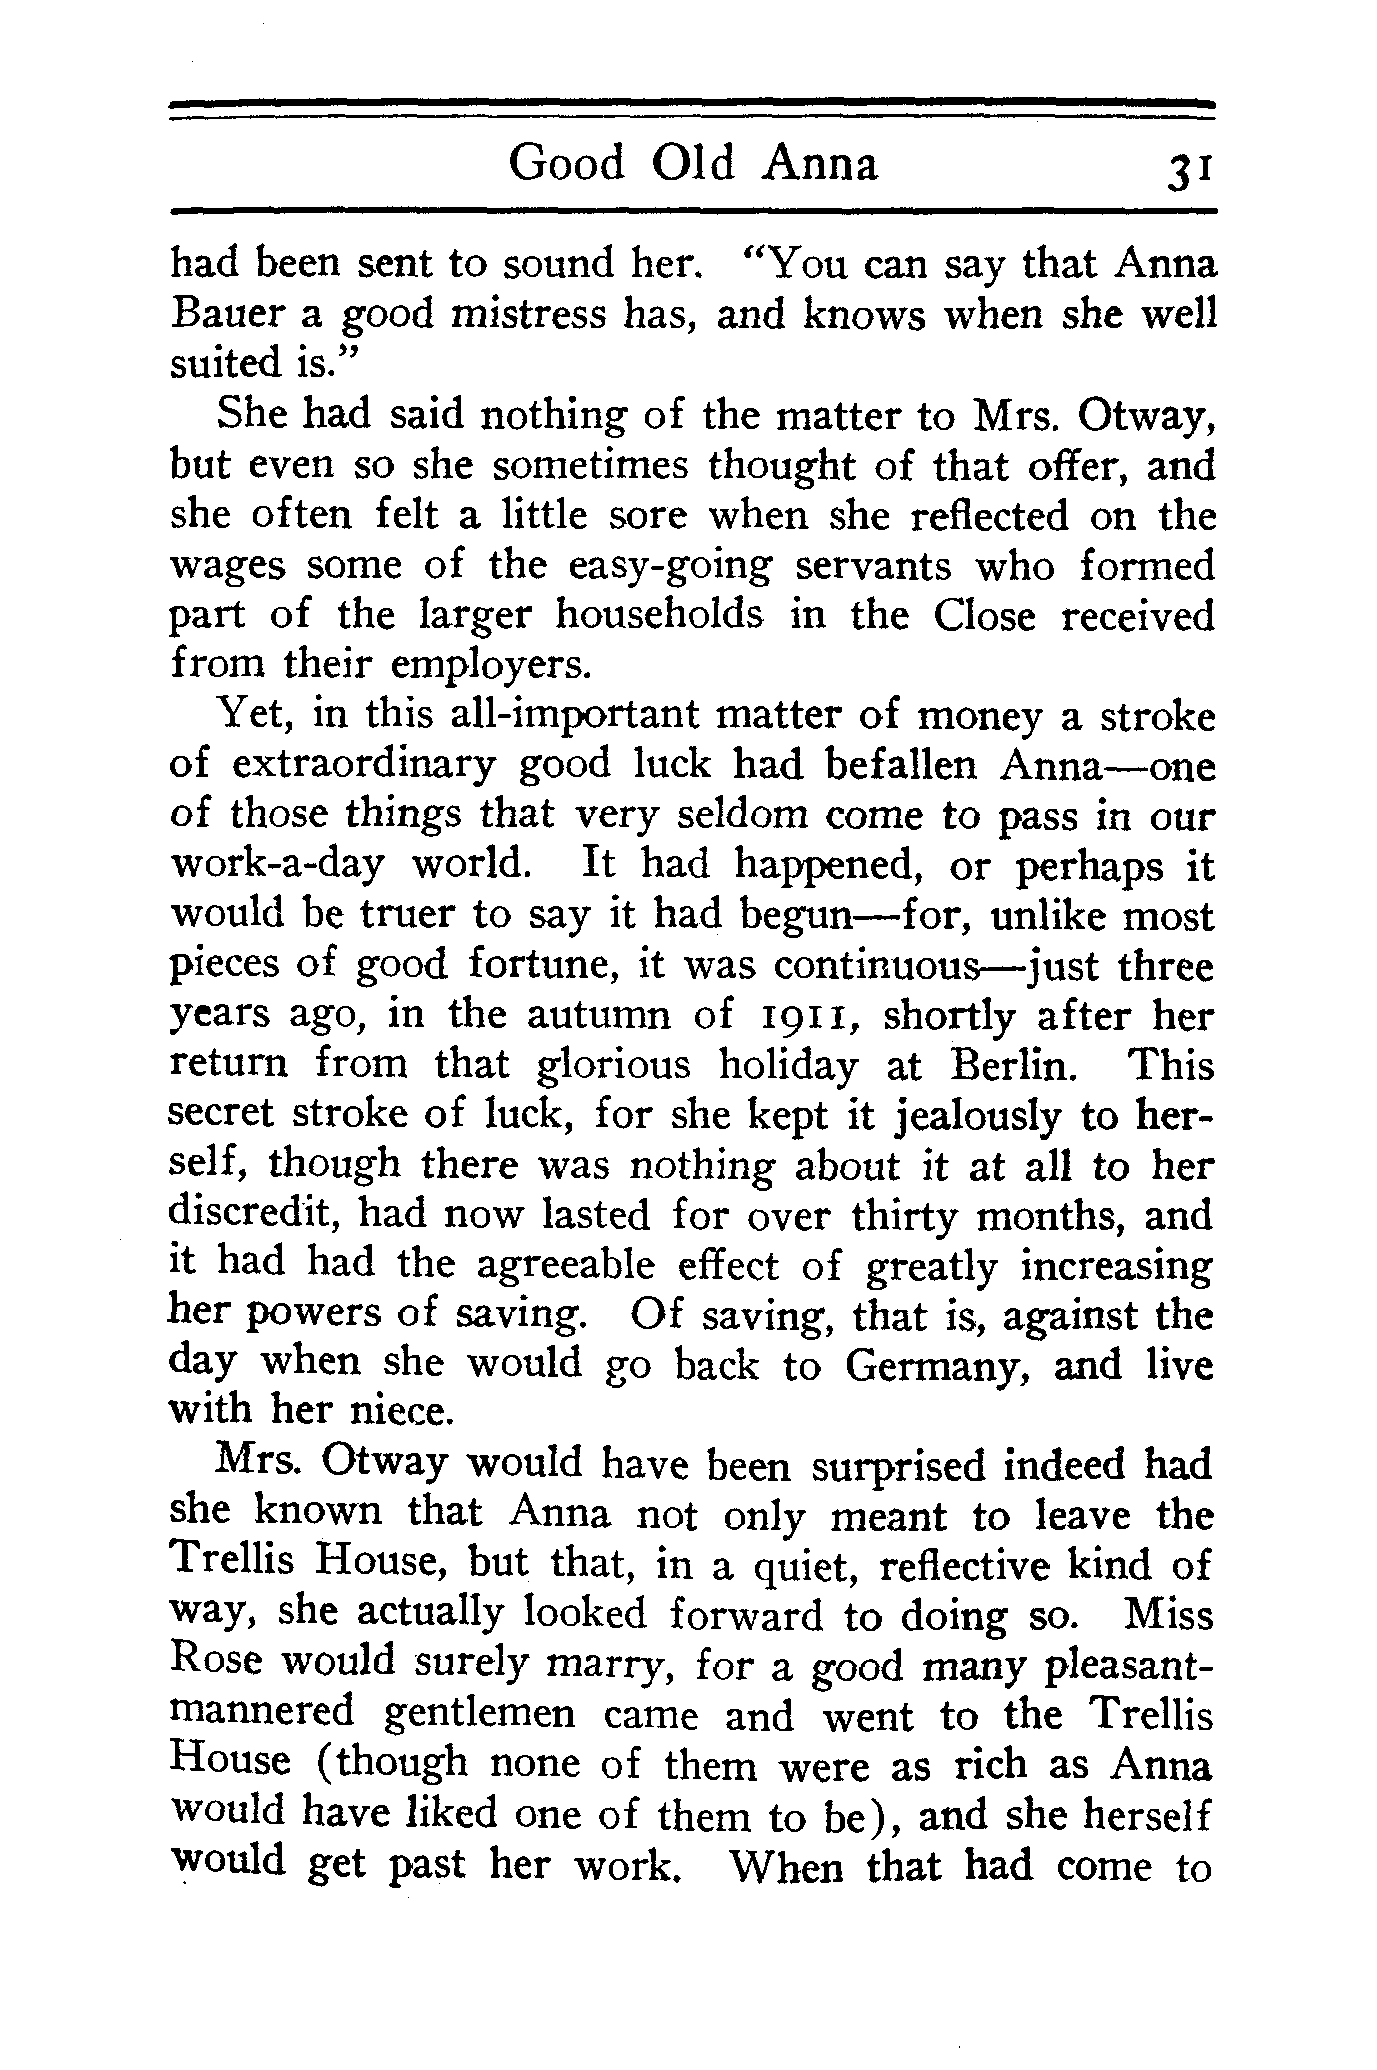 Good Old Anna 31
had been sent to sound her. "You can say that Anna
Bauer a good mistress has, and knows when she well
suited is."
She had said nothing of the matter to Mrs. Otway,
but even so she sometimes thought of that offer, and
she often felt a little sore when she reflected on the
wages some of the easy-going servants who formed
part of the larger households in the Close received
from their employers.
Yet, in this all-important matter of money a stroke
of extraordinary good luck had befallen Anna—one
of those things that very seldom come to pass in our
work-a-day world. It had happened, or perhaps it
would be truer to say it had begun—for, unlike most
pieces of good fortune, it was continuous—just three
years ago, in the autumn of 1911, shortly after her
return from that glorious holiday at Berlin. This
secret stroke of luck, for she kept it jealously to her-
self, though there was nothing about it at all to her
discredit, had now lasted for over thirty months, and
it had had the agreeable effect of greatly increasing
her powers of saving. Of saving, that is, against the
day when she would go back to Germany, and live
with her niece.
Mrs. Otway would have been surprised indeed had
she known that Anna not only meant to leave the
Trellis House, but that, in a quiet, reflective kind of
way, she actually looked forward to doing so. Miss
Rose would surely marry, for a good many pleasant-
mannered gentlemen came and went to the Trellis
House (though none of them were as rich as Anna
would have liked one of them to be), and she herself
would get past her work. When that had come to